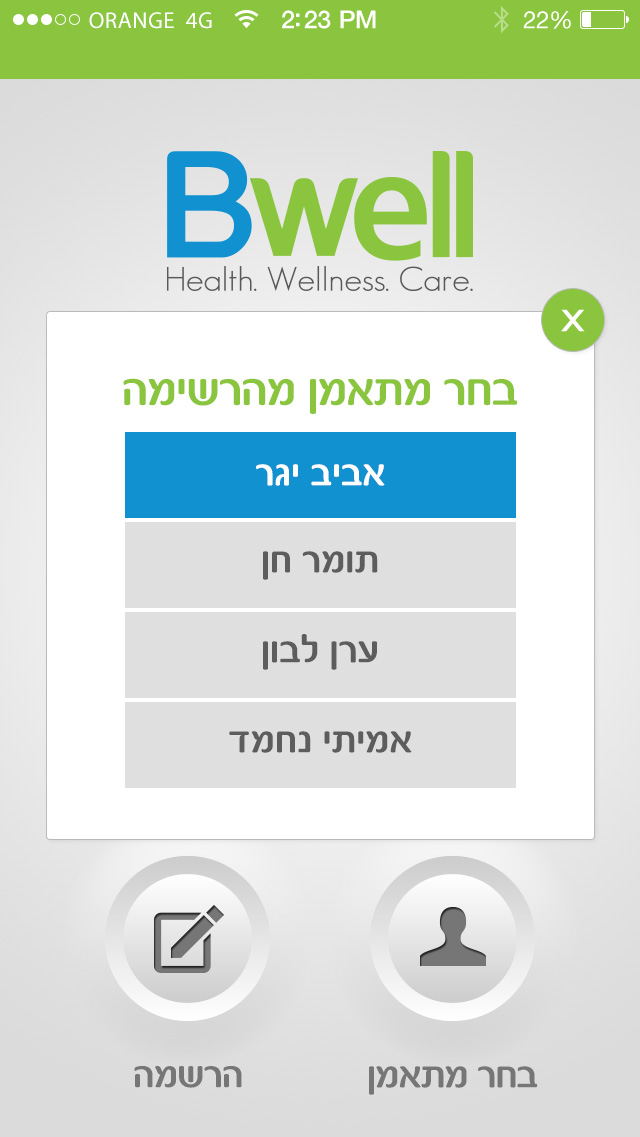 ORANGE 4G 2:23 PM 22%
Bwell
Health. Wellness. Care.
X
בחר מתאמן מהרשימה
אביב יגר
תומר חן
ערן לבון
אמיתי נחמד
בחר מתאמן
הרשמה